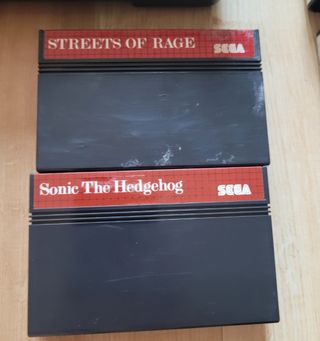 STREETS OF RAGE SEGA
Sonic The Hedgehog SEGA